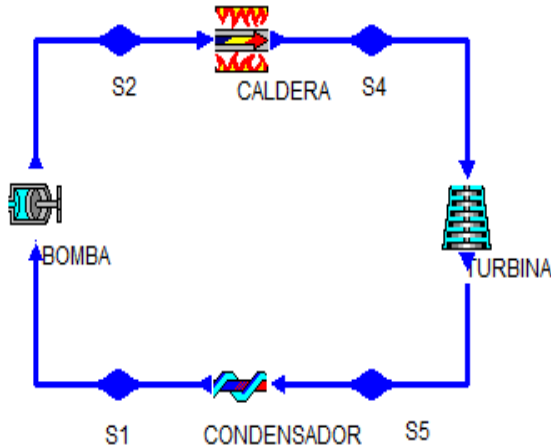 S2
CALDERA
S4
BOMBA
TURBINA
S1
CONDENSADOR
S5